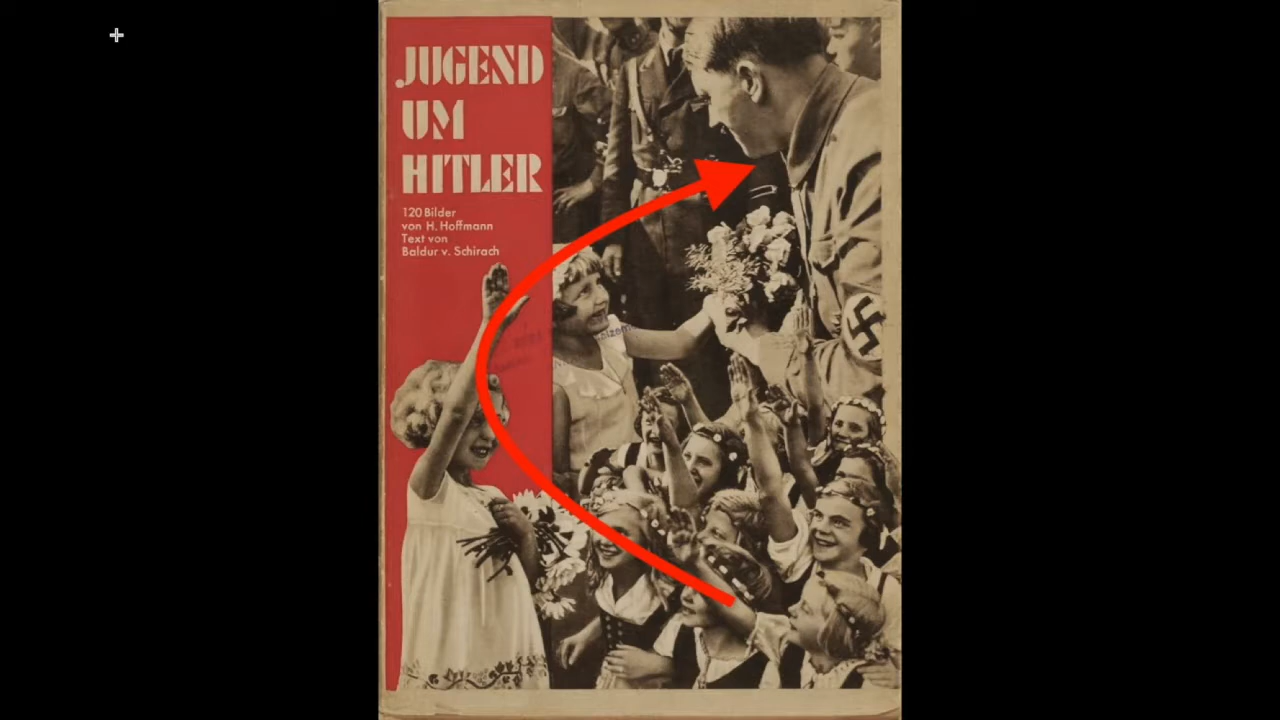 JUGEND
UM
HITLER
120 Bilder
von H. Hoffmann
Text von
Baldur v. Schirach